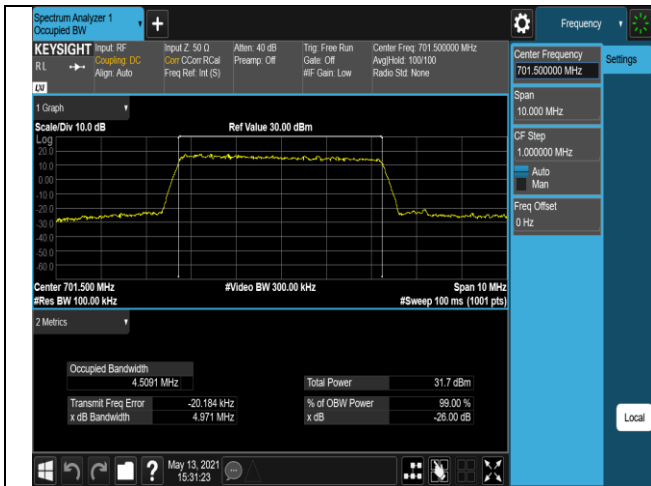 Spectrum Analyzer 1
Occupied BW
+
Frequency
KEYSIGHT
RL
LXI
Input: RF
Coupling: DC
Align: Auto
Input Z: 50 Ω
Corr CCorr RCal
Freq Ref: Int (S)
Atten: 40 dB
Preamp: Off
Trig: Free Run
Gate: Off
#IF Gain: Low
Center Freq: 701.500000 MHz
Avg|Hold: 100/100
Radio Std: None
Center Frequency
701.500000 MHz
Settings
Span
10.000 MHz
CF Step
1.000000 MHz
Auto
Man
Freq Offset
0 Hz
Local
1 Graph
Scale/Div 10.0 dB
Ref Value 30.00 dBm
Log
20.0
10.0
0.00
-10.0
-20.0
-30.0
-40.0
-50.0
-60.0
Center 701.500 MHz
#Video BW 300.00 kHz
Span 10 MHz
#Res BW 100.00 kHz
#Sweep 100 ms (1001 pts)
2 Metrics
Occupied Bandwidth
4.5091 MHz
Total Power 31.7 dBm
Transmit Freq Error -20.184 kHz
% of OBW Power 99.00 %
x dB Bandwidth 4.971 MHz
x dB -26.00 dB
?
May 13, 2021
15:31:23